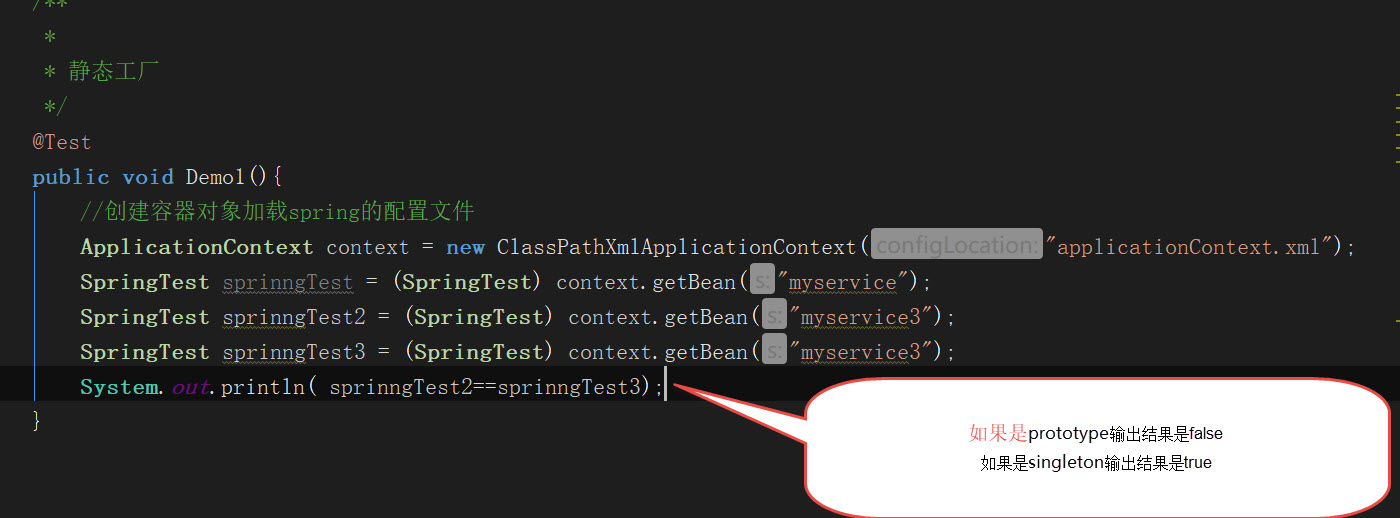 /**
*
* 静态工厂
*/
@Test
public void Demo1(){
//创建容器对象加载spring的配置文件
ApplicationContext context = new ClassPathXmlApplicationContext( configLocation: "applicationContext.xml");
SpringTest sprinngTest = (SpringTest) context.getBean( s: "myservice");
SpringTest sprinngTest2 = (SpringTest) context.getBean( s: "myservice3");
SpringTest sprinngTest3 = (SpringTest) context.getBean( s: "myservice3");
System.out.println( sprinngTest2==sprinngTest3);
}
如果是prototype输出结果是false
如果是singleton输出结果是true